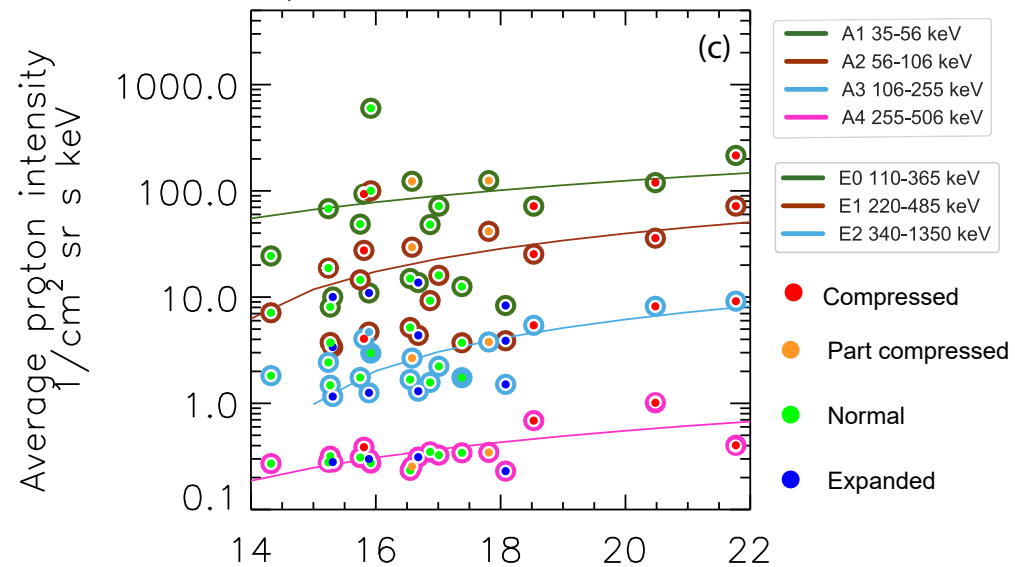 (c)
Average proton intensity
1/cm² sr s keV
1000.0
100.0
10.0
1.0
0.1
14 16 18 20 22
A1 35-56 keV
A2 56-106 keV
A3 106-255 keV
A4 255-506 keV
E0 110-365 keV
E1 220-485 keV
E2 340-1350 keV
Compressed
Part compressed
Normal
Expanded